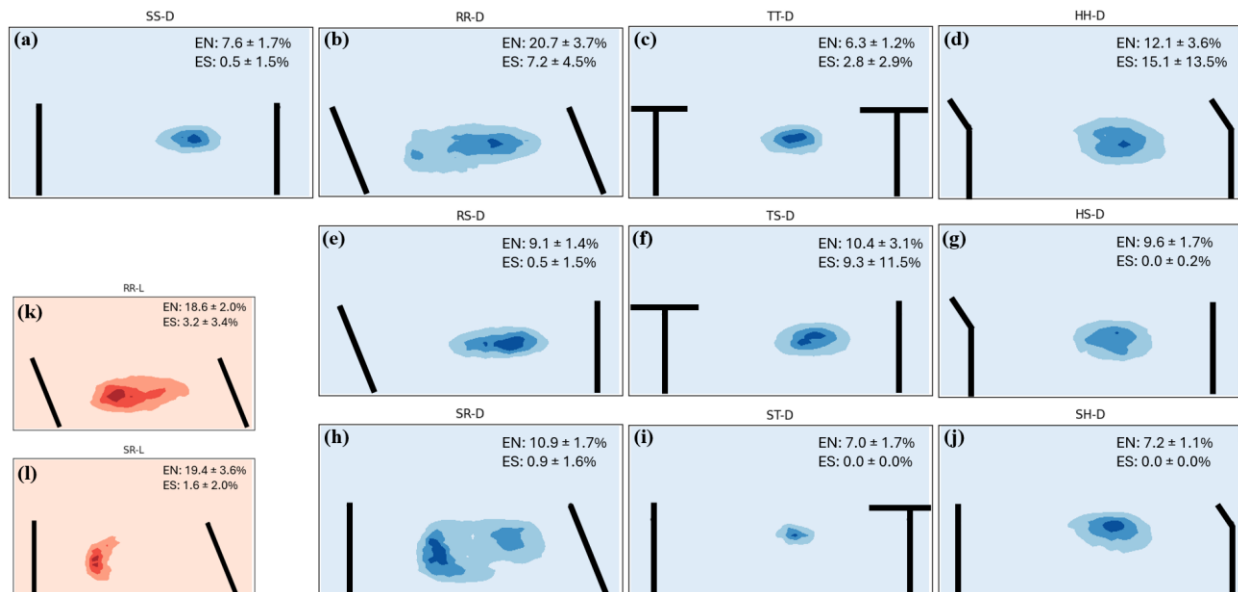 SS-D
(a)
EN: 7.6 ± 1.7%
ES: 0.5 ± 1.5%
RR-D
(b)
EN: 20.7 ± 3.7%
ES: 7.2 ± 4.5%
TT-D
(c)
EN: 6.3 ± 1.2%
ES: 2.8 ± 2.9%
HH-D
(d)
EN: 12.1 ± 3.6%
ES: 15.1 ± 13.5%
RS-D
(e)
EN: 9.1 ± 1.4%
ES: 0.5 ± 1.5%
TS-D
(f)
EN: 10.4 ± 3.1%
ES: 9.3 ± 11.5%
HS-D
(g)
EN: 9.6 ± 1.7%
ES: 0.0 ± 0.2%
SR-D
(h)
EN: 10.9 ± 1.7%
ES: 0.9 ± 1.6%
ST-D
(i)
EN: 7.0 ± 1.7%
ES: 0.0 ± 0.0%
SH-D
(j)
EN: 7.2 ± 1.1%
ES: 0.0 ± 0.0%
RR-L
(k)
EN: 18.6 ± 2.0%
ES: 3.2 ± 3.4%
SR-L
(l)
EN: 19.4 ± 3.6%
ES: 1.6 ± 2.0%